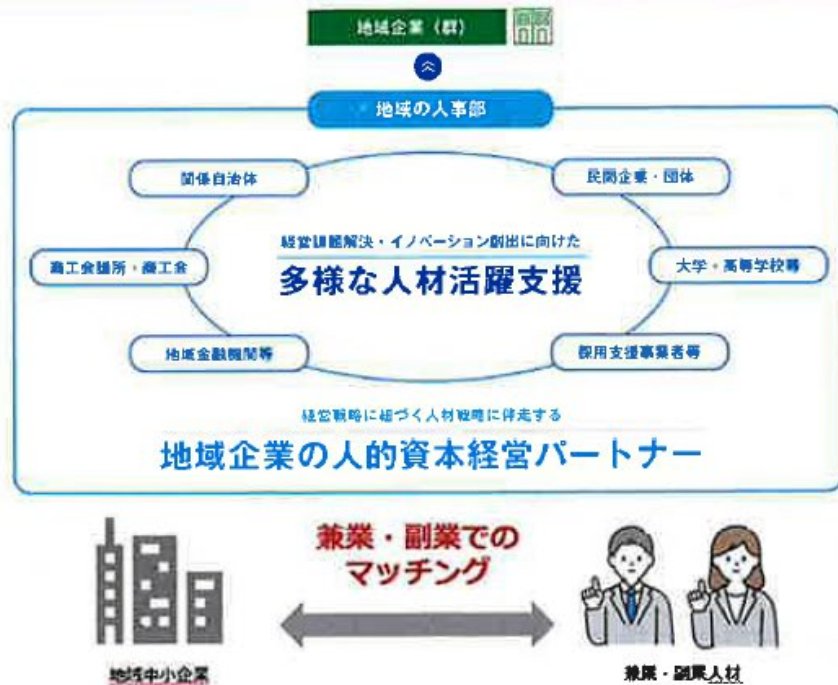 地域企業（群）
地域の人事部
関係自治体
民間企業・団体
経営課題解決・イノベーション創出に向けた
商工会議所・商工会
多様な人材活躍支援
大学・高等学校等
地域金融機関等
採用支援事業者等
経営戦略に紐づく人材戦略に伴走する
地域企業の人的資本経営パートナー
兼業・副業での
マッチング
地域中小企業
兼業・副業人材